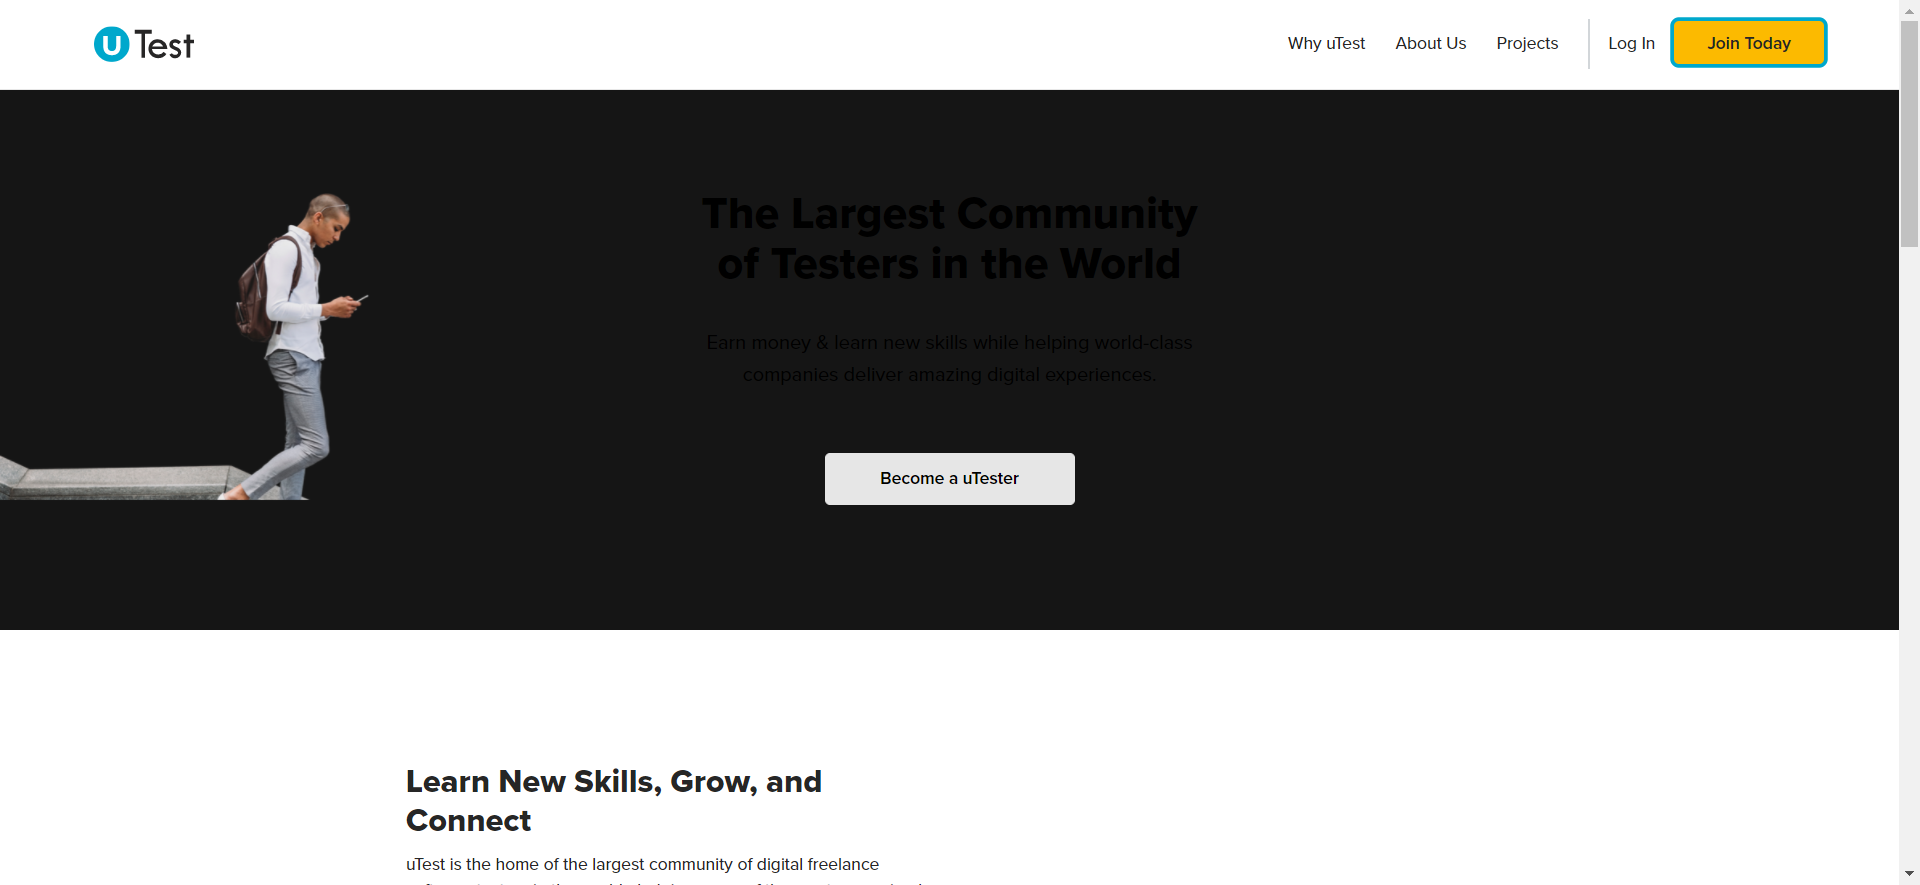 uTest
Why uTest
About Us
Projects
Log In
Join Today
The Largest Community
of Testers in the World
Earn money & learn new skills while helping world-class
companies deliver amazing digital experiences.
Become a uTester
Learn New Skills, Grow, and
Connect
uTest is the home of the largest community of digital freelance